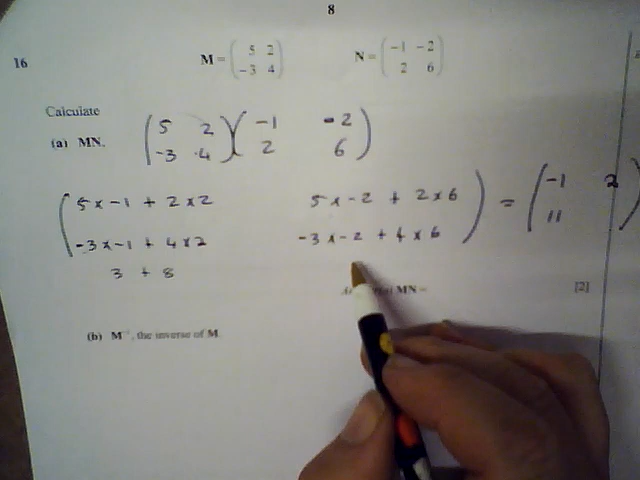 8
16 M = ( 5 2 N = ( -1 -2
-3 4 ) 2 6 )
Calculate
(a) MN. ( 5 2 ) ( -1 -2 )
-3 4 2 6
( 5 x -1 + 2 x 2 5 x -2 + 2 x 6 ) = ( -1 2 )
-3 x -1 + 4 x 2 -3 x -2 + 4 x 6 11
3 + 8
MN = [2]
(b) M⁻¹, the inverse of M